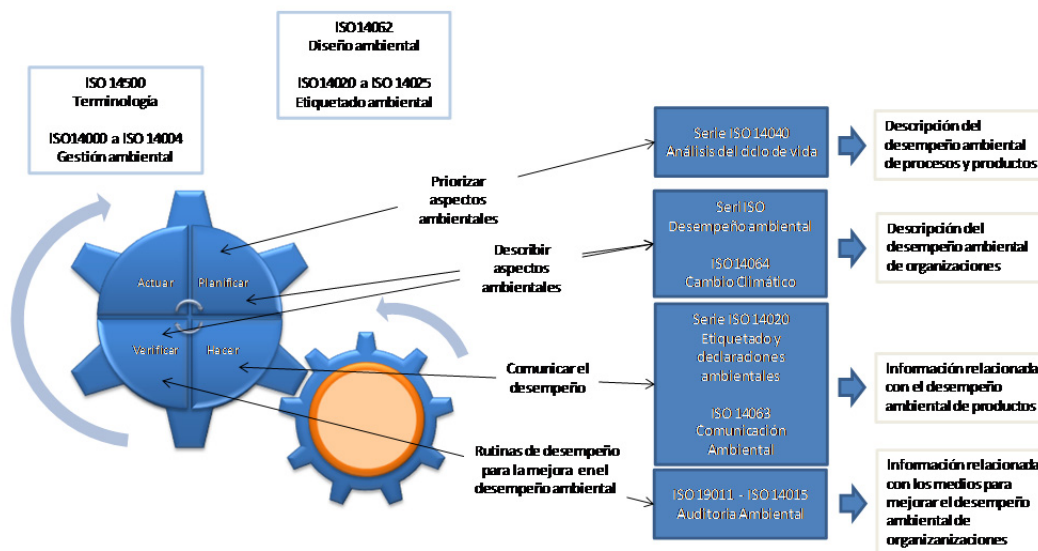 ISO14062
Diseño ambiental
ISO14020 a ISO14025
Etiquetado ambiental
ISO 14500
Terminología
ISO14000 a ISO 14004
Gestión ambiental
Priorizar
aspectos
ambientales
Describir
aspectos
ambientales
Comunicar el
desempeño
Rutinas de desempeño
para la mejora en el
desempeño ambiental
Actuar
Planificar
Verificar
Hacer
Serie ISO 14040
Análisis del ciclo de vida
Descripción del
desempeño ambiental
de procesos y productos
Seri ISO
Desempeño ambiental
ISO14064
Cambio Climático
Descripción del
desempeño ambiental
de organizaciones
Serie ISO 14020
Etiquetado y
declaraciones
ambientales
ISO 14063
Comunicación
Ambiental
Información relacionada
con el desempeño
ambiental de productos
ISO 19011 - ISO 14015
Auditoria Ambiental
Información relacionada
con los medios para
mejorar el desempeño
ambiental de
organizanizaciones